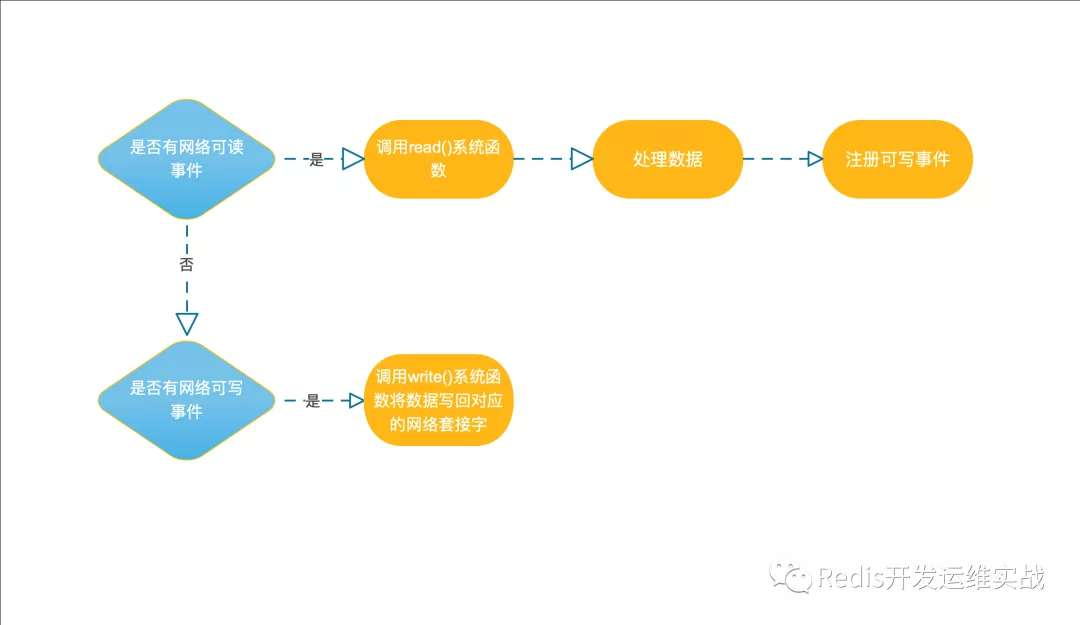 是否有网络可读
事件
是
调用read()系统函
数
处理数据
注册可写事件
否
是否有网络可写
事件
是
调用write()系统函
数将数据写回对应
的网络套接字
Redis开发运维实战